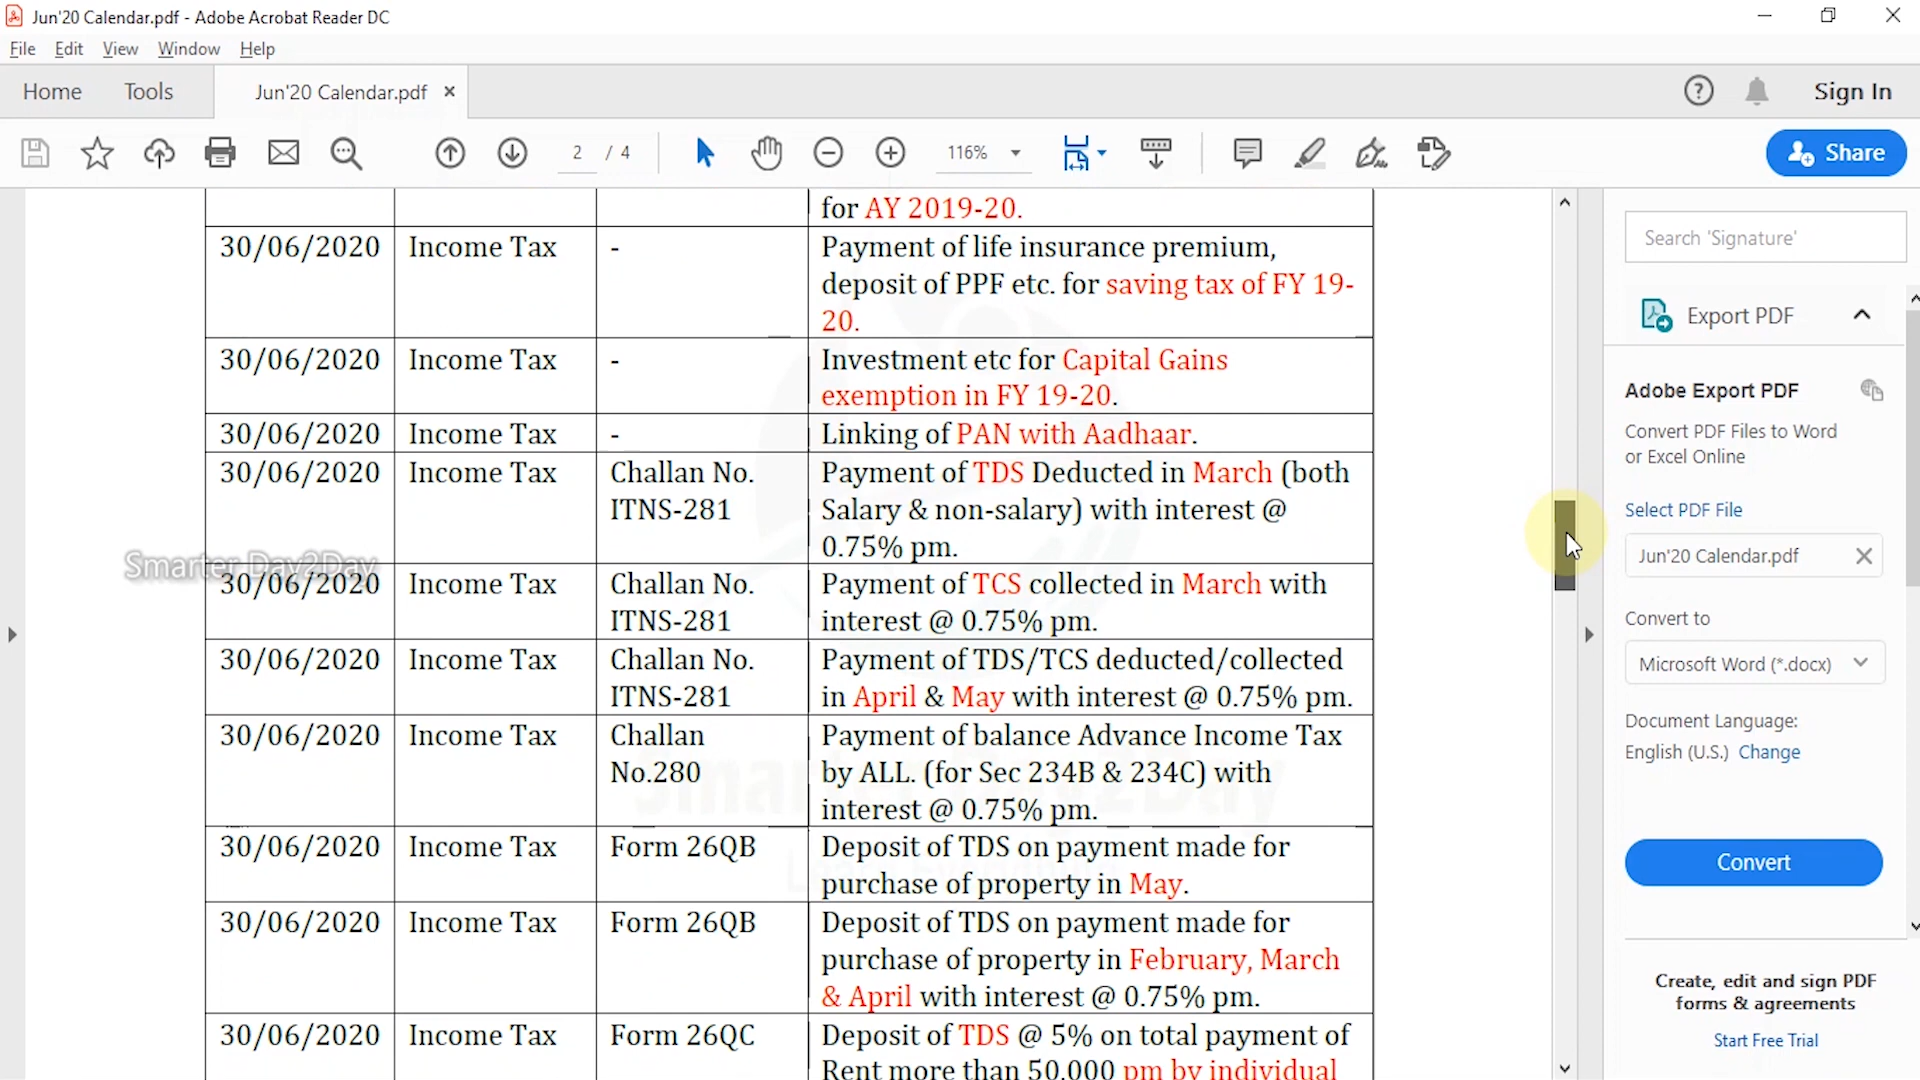 Jun'20 Calendar.pdf - Adobe Acrobat Reader DC
File Edit View Window Help
Home Tools Jun'20 Calendar.pdf × Sign In
2 / 4 116% Share
for AY 2019-20.
30/06/2020 Income Tax - Payment of life insurance premium,
deposit of PPF etc. for saving tax of FY 19-
20.
30/06/2020 Income Tax - Investment etc for Capital Gains
exemption in FY 19-20.
30/06/2020 Income Tax - Linking of PAN with Aadhaar.
30/06/2020 Income Tax Challan No. Payment of TDS Deducted in March (both
ITNS-281 Salary & non-salary) with interest @
0.75% pm.
Smarter Day2Day
30/06/2020 Income Tax Challan No. Payment of TCS collected in March with
ITNS-281 interest @ 0.75% pm.
30/06/2020 Income Tax Challan No. Payment of TDS/TCS deducted/collected
ITNS-281 in April & May with interest @ 0.75% pm.
30/06/2020 Income Tax Challan Payment of balance Advance Income Tax
No.280 by ALL. (for Sec 234B & 234C) with
interest @ 0.75% pm.
Smarter Day2Day
30/06/2020 Income Tax Form 26QB Deposit of TDS on payment made for
purchase of property in May.
30/06/2020 Income Tax Form 26QB Deposit of TDS on payment made for
purchase of property in February, March
& April with interest @ 0.75% pm.
30/06/2020 Income Tax Form 26QC Deposit of TDS @ 5% on total payment of
Rent more than 50,000 pm by individual
Search 'Signature'
Export PDF
Adobe Export PDF
Convert PDF Files to Word
or Excel Online
Select PDF File
Jun'20 Calendar.pdf
Convert to
Microsoft Word (*.docx)
Document Language:
English (U.S.) Change
Convert
Create, edit and sign PDF
forms & agreements
Start Free Trial